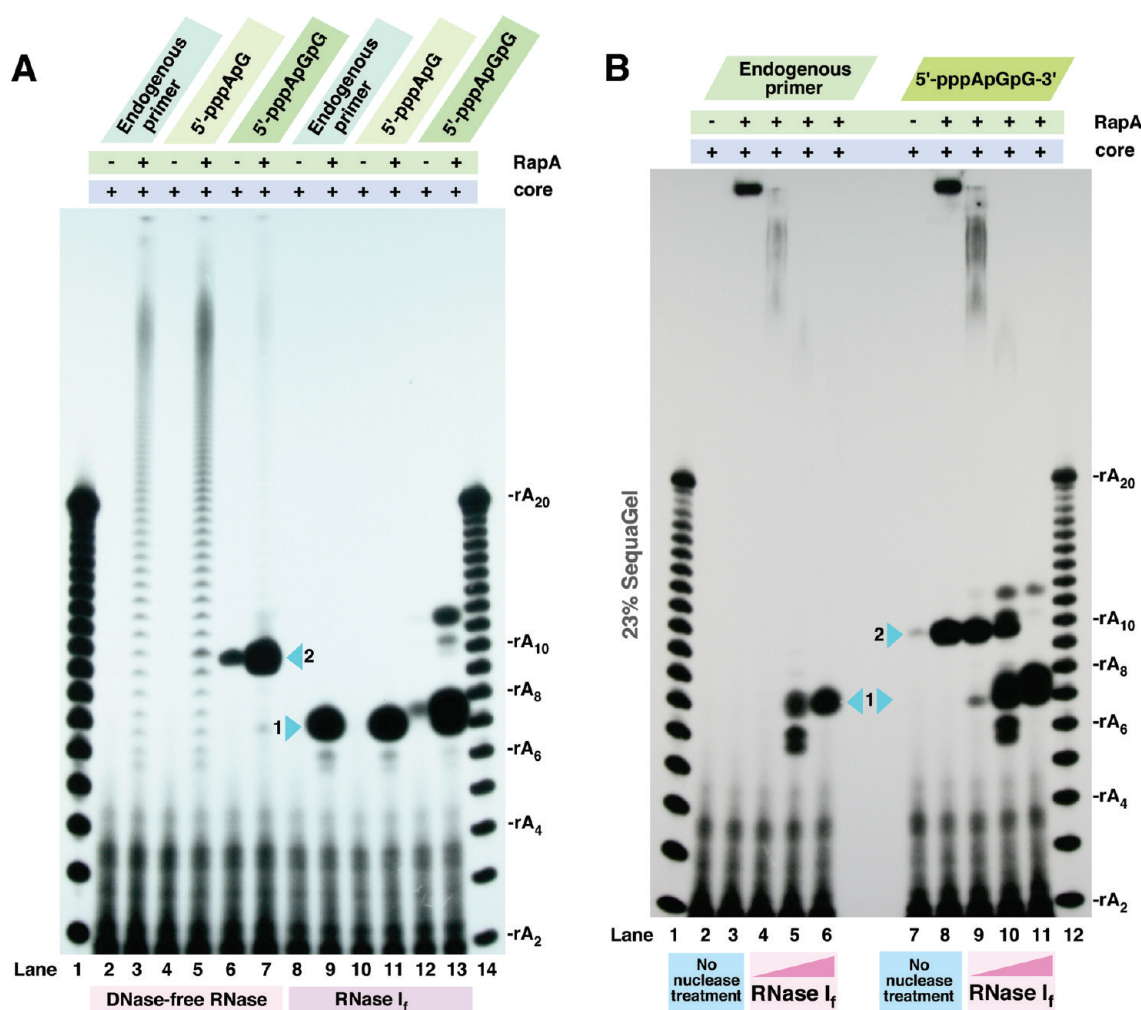 A
Endogenous
primer
5'-pppApG
5'-pppApGpG
Endogenous
primer
5'-pppApG
5'-pppApGpG
- + - + - + - + - + - + RapA
+ + + + + + + + + + + + core
-rA20
-rA10
-rA8
-rA6
-rA4
-rA2
2
1
Lane 1 2 3 4 5 6 7 8 9 10 11 12 13 14
DNase-free RNase
RNase If
B
Endogenous
primer
5'-pppApGpG-3'
- + + + + - + + + + RapA
+ + + + + + + + + + core
23% SequaGel
-rA20
-rA10
-rA8
-rA6
-rA4
-rA2
2
1
Lane 1 2 3 4 5 6 7 8 9 10 11 12
No
nuclease
treatment
RNase If
No
nuclease
treatment
RNase If